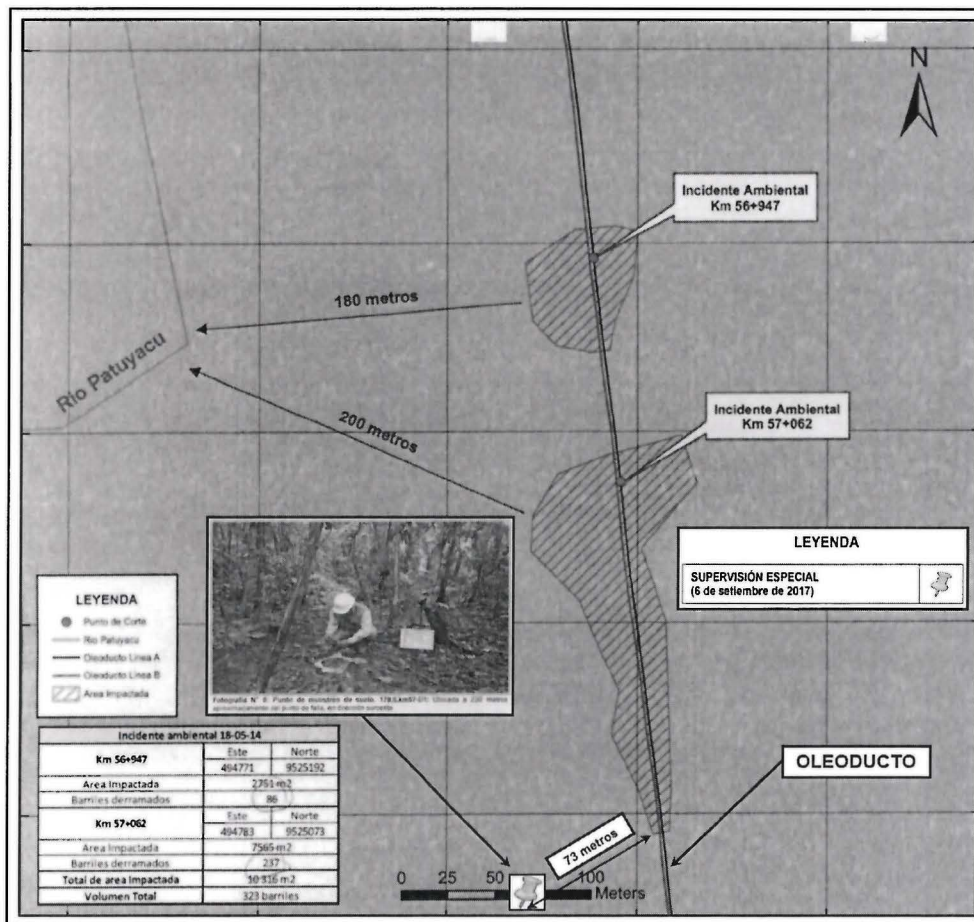 N
Incidente Ambiental
Km 56+947
180 metros
Río Patuyacu
Incidente Ambiental
Km 57+062
200 metros
LEYENDA
SUPERVISIÓN ESPECIAL
(6 de setiembre de 2017)
LEYENDA
Punto de Corte
Río Patuyacu
Oleoducto Línea A
Oleoducto Línea B
Area Impactada
Incidente ambiental 18-05-14
Km 56+947 Este Norte
494771 9525192
Area Impactada 2751 m2
Barriles derramados 86
Km 57+062 Este Norte
494783 9525073
Area Impactada 7565 m2
Barriles derramados 237
Total de area Impactada 10 316 m2
Volumen Total 323 barriles
OLEODUCTO
73 metros
0 25 50 100
Meters